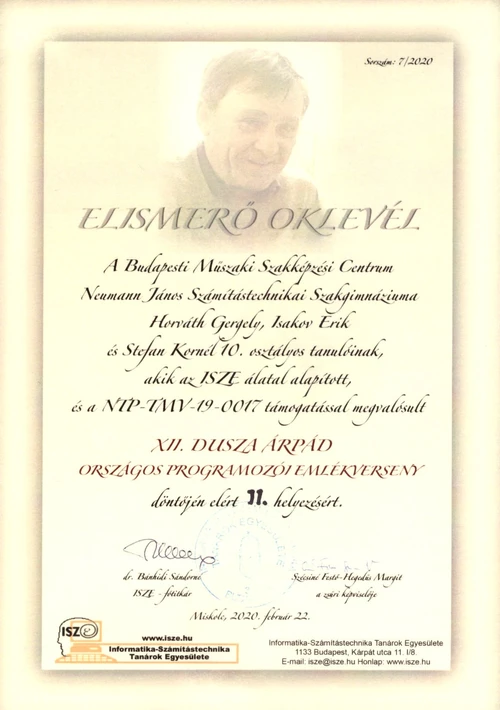 Sorszám: 7/2020
ELISMERŐ OKLEVÉL
A Budapesti Műszaki Szakképzési Centrum
Neumann János Számítástechnikai Szakgimnáziuma
Horváth Gergely, Isakov Erik
és Stefan Kornél 10. osztályos tanulóinak,
akik az ISZE álatal alapított,
és a NTP-TMV-19-0017 támogatással megvalósult
XII. DUSZA ÁRPÁD
ORSZÁGOS PROGRAMOZÓI EMLÉKVERSENY
döntőjén elért 11. helyezésért.
dr. Bánhidi Sándorné
Szécsiné Festő-Hegedűs Margit
ISZE - főtitkár
a zsűri képviselője
Miskolc, 2020. február 22.
ISZE
www.isze.hu
Informatika-Számítástechnika
Tanárok Egyesülete
Informatika-Számítástechnika Tanárok Egyesülete
1133 Budapest, Kárpát utca 11. I/8.
E-mail: isze@isze.hu Honlap: www.isze.hu